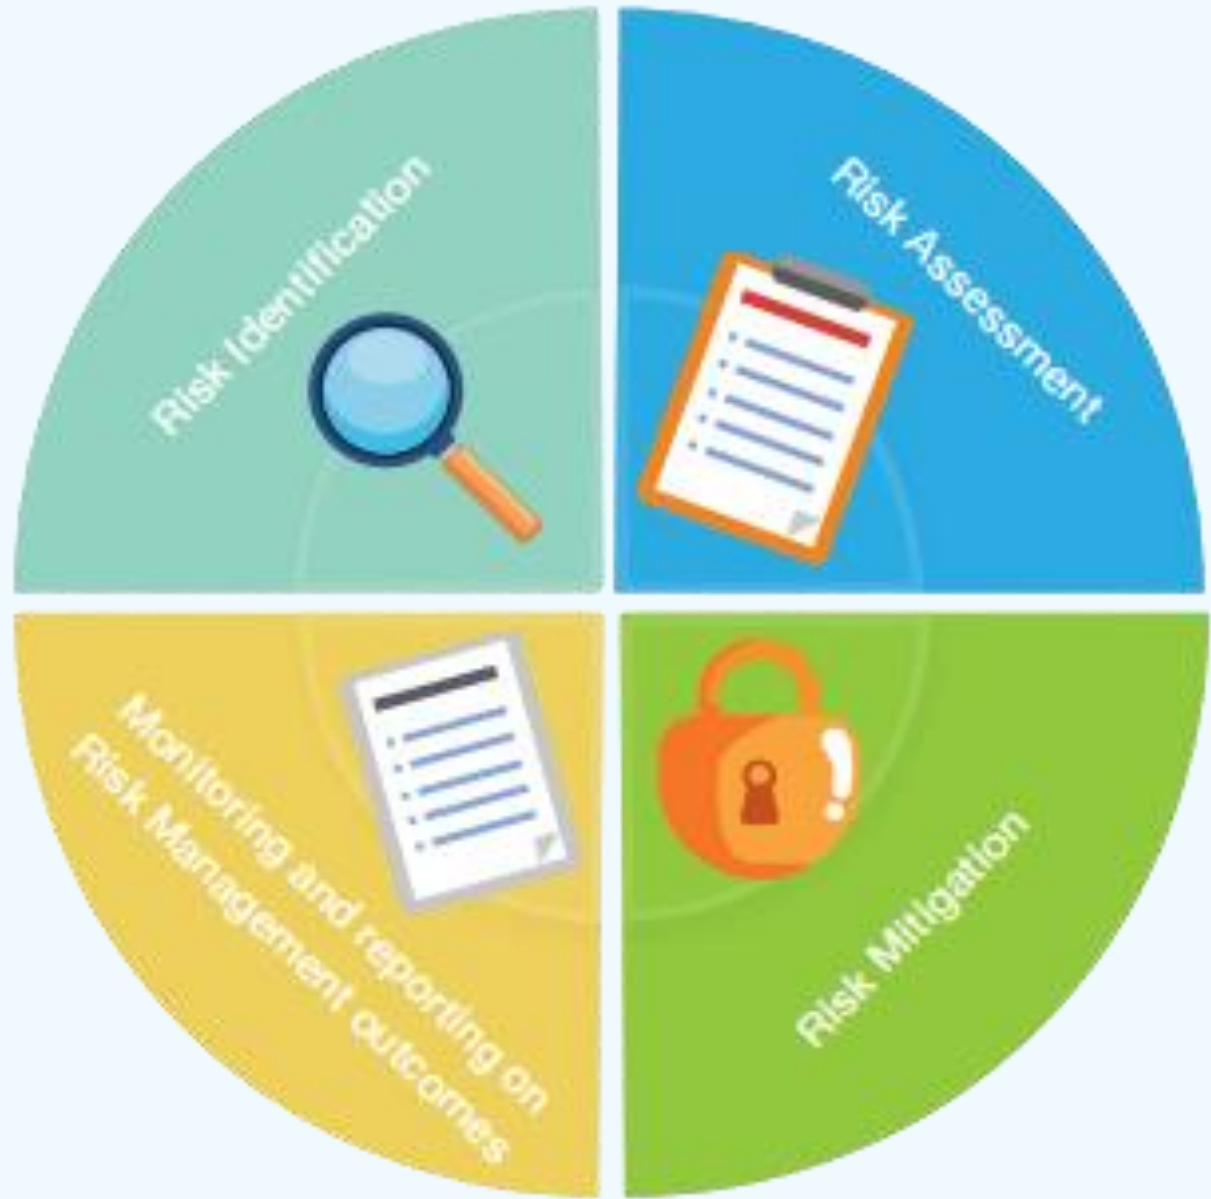 Risk Identification
Risk Assessment
Risk Mitigation
Monitoring and reporting on
Risk Management outcomes